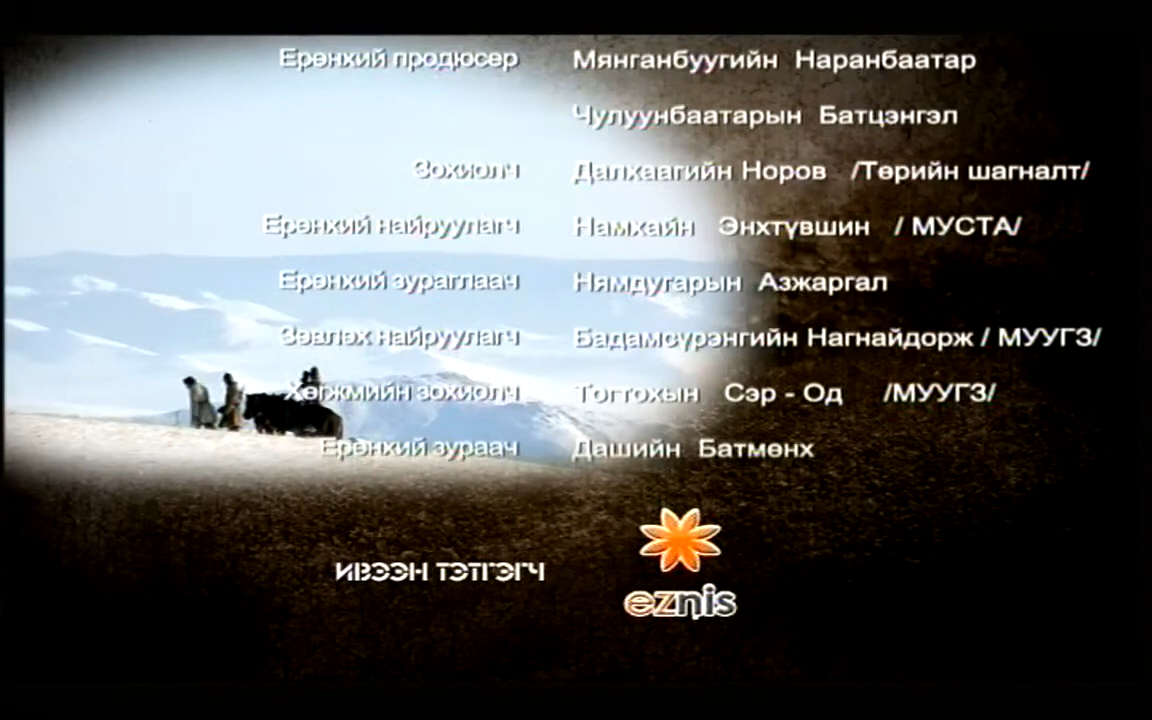 Ерөнхий продюсер Мянганбуугийн Наранбаатар
Чулуунбаатарын Батцэнгэл
Зохиолч Далхаагийн Норов /Төрийн шагналт/
Ерөнхий найруулагч Намхайн Энхтүвшин / МУСТА/
Ерөнхий зураглаач Нямдугарын Азжаргал
Зөвлөх найруулагч Бадамсүрэнгийн Нагнайдорж / МУУГЗ/
Хөгжмийн зохиолч Тогтохын Сэр - Од /МУУГЗ/
Ерөнхий зураач Дашийн Батмөнх
ИВЭЭН ТЭТГЭГЧ eznis